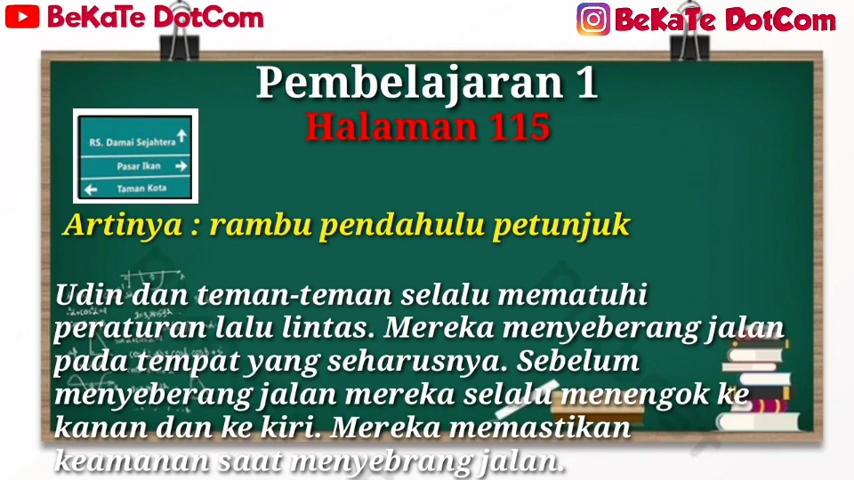 BeKaTe DotCom
BeKaTe DotCom
Pembelajaran 1
Halaman 115
RS. Damai Sejahtera
Pasar Ikan
Taman Kota
Artinya : rambu pendahulu petunjuk
Udin dan teman-teman selalu mematuhi
peraturan lalu lintas. Mereka menyeberang jalan
pada tempat yang seharusnya. Sebelum
menyeberang jalan mereka selalu menengok ke
kanan dan ke kiri. Mereka memastikan
keamanan saat menyebrang jalan.